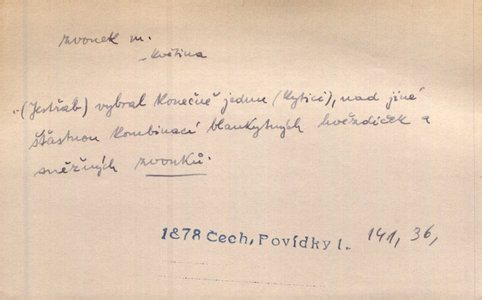 zvonek m.
- květina
„(Jestřab) vybral konečně jednu (kytici), nad jiné
šťastnou kombinací blankytných hvězdiček a
sněžných zvonků.
1878 Čech, Povídky I. 141, 36,